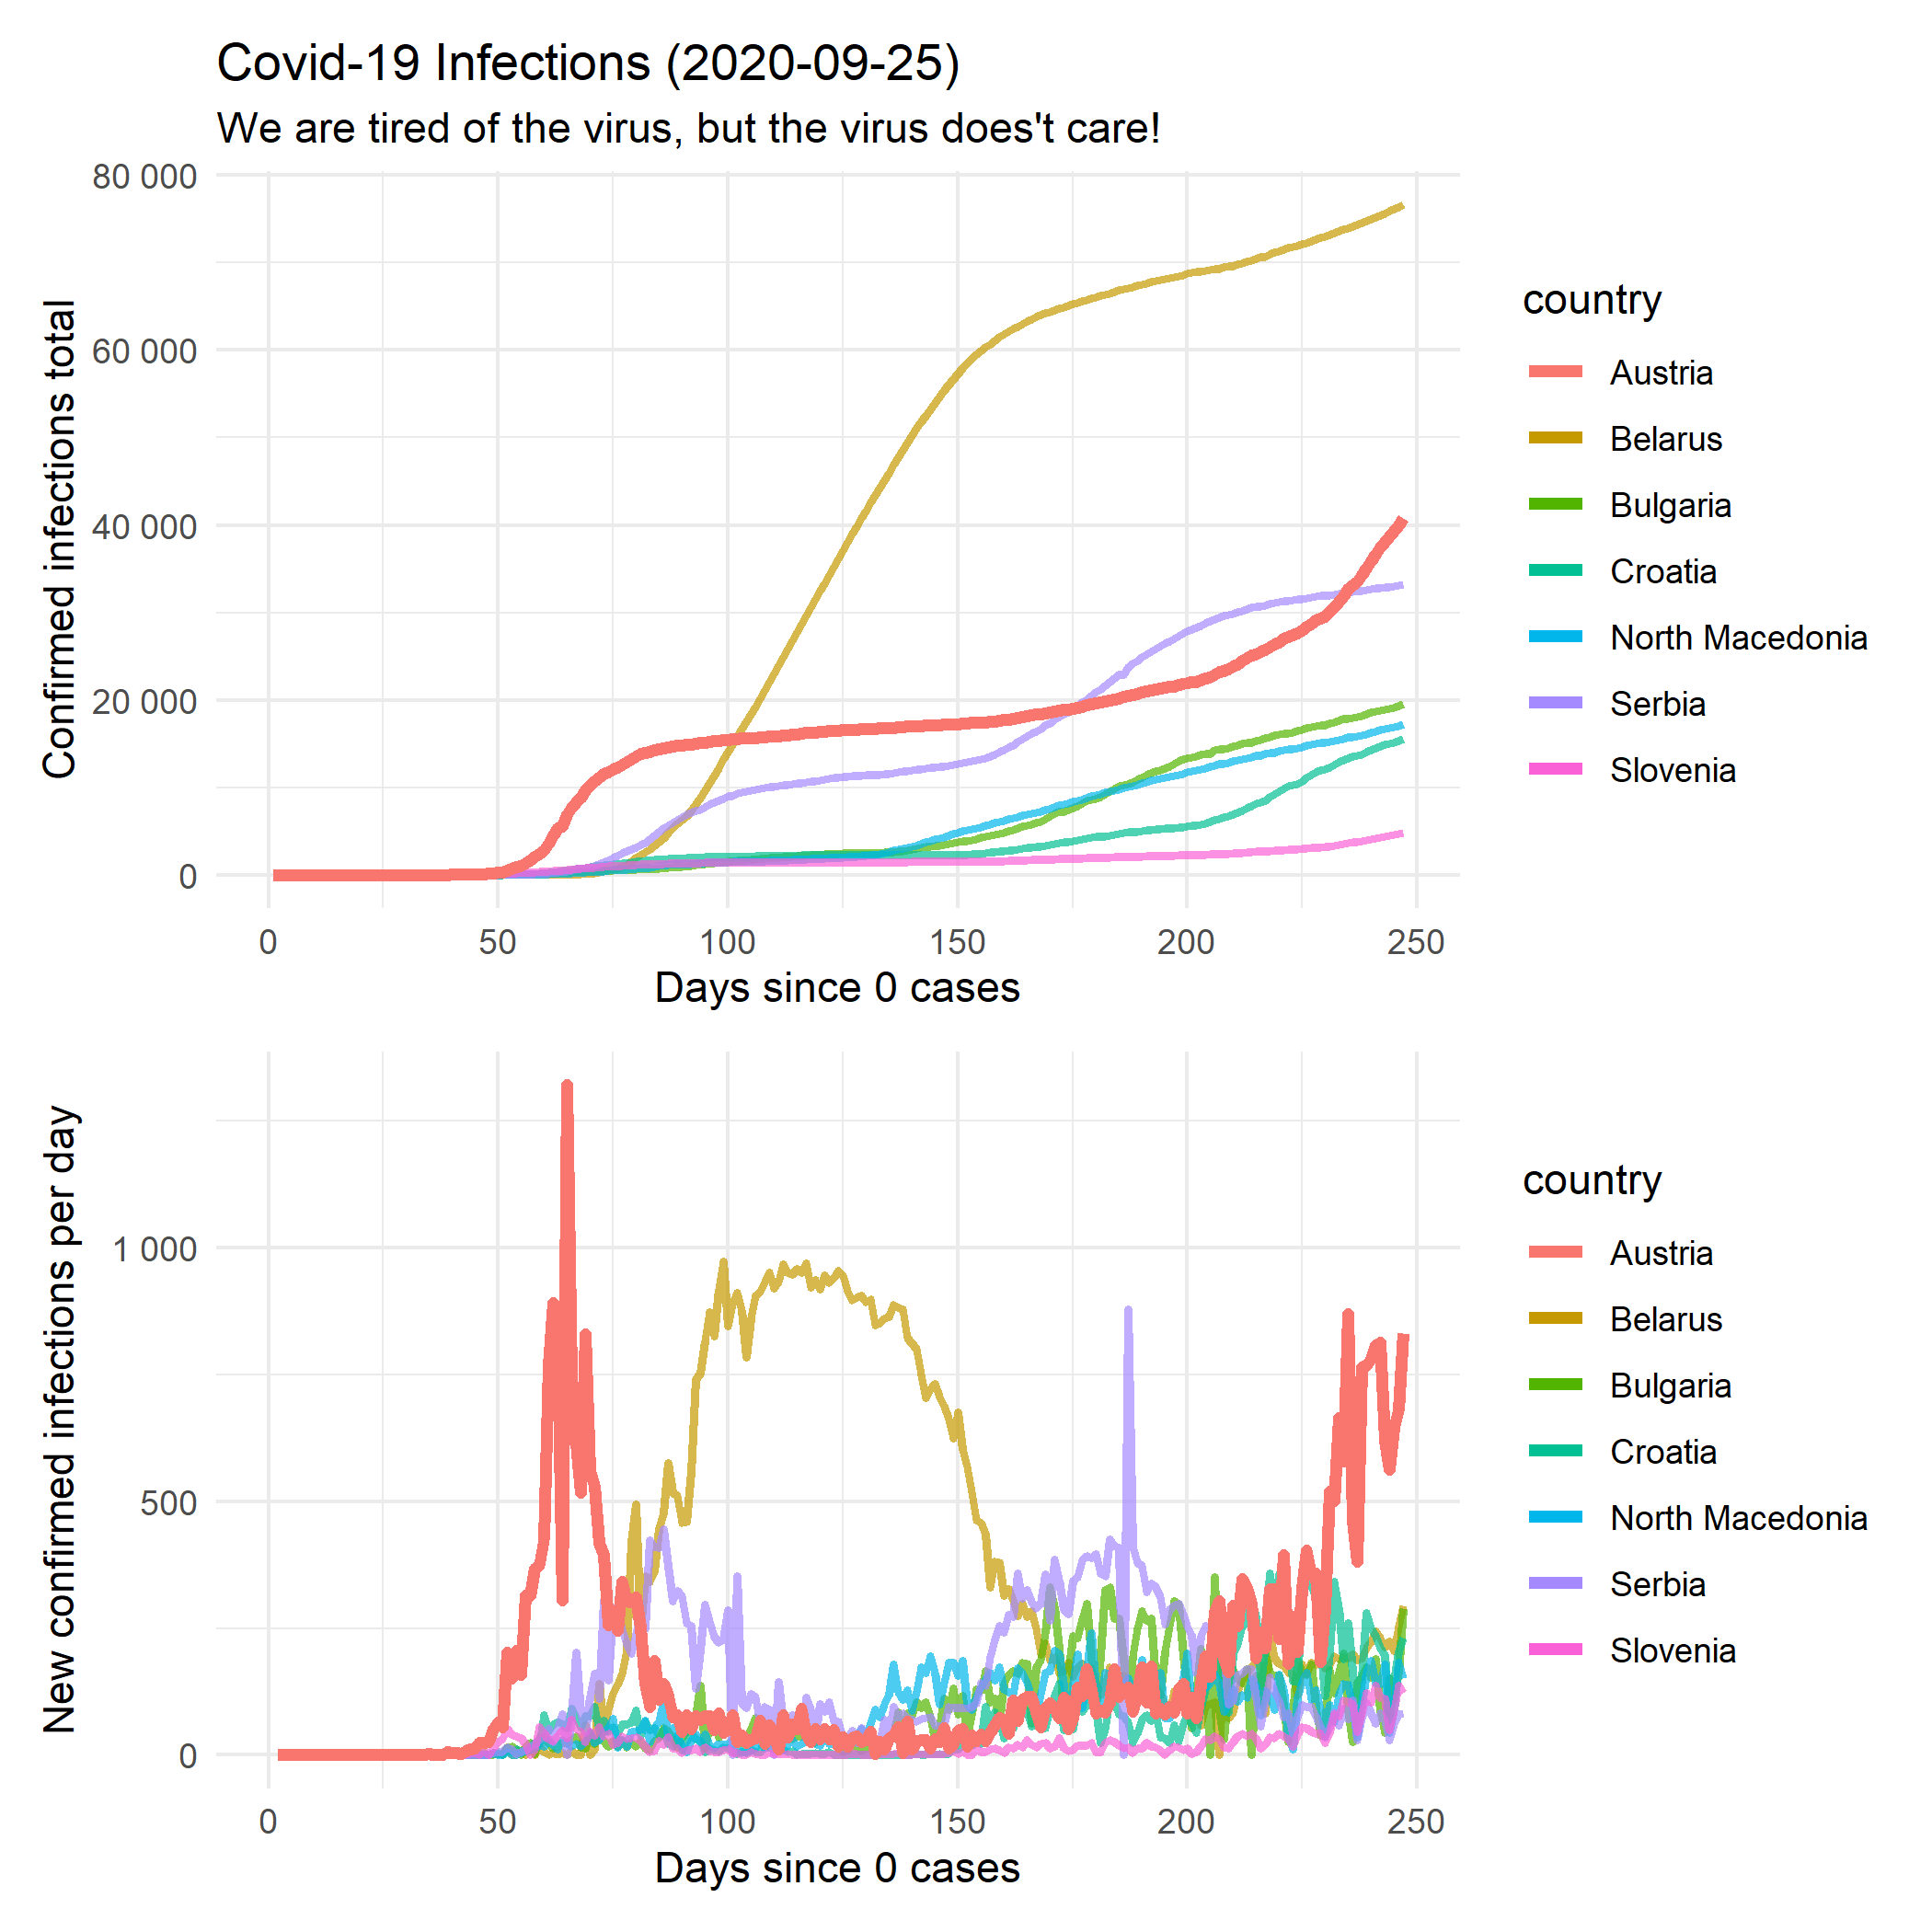 Covid-19 Infections (2020-09-25)
We are tired of the virus, but the virus does't care!
Confirmed infections total
80 000
60 000
40 000
20 000
0
0 50 100 150 200 250
Days since 0 cases
country
Austria
Belarus
Bulgaria
Croatia
North Macedonia
Serbia
Slovenia
New confirmed infections per day
1 000
500
0
0 50 100 150 200 250
Days since 0 cases
country
Austria
Belarus
Bulgaria
Croatia
North Macedonia
Serbia
Slovenia